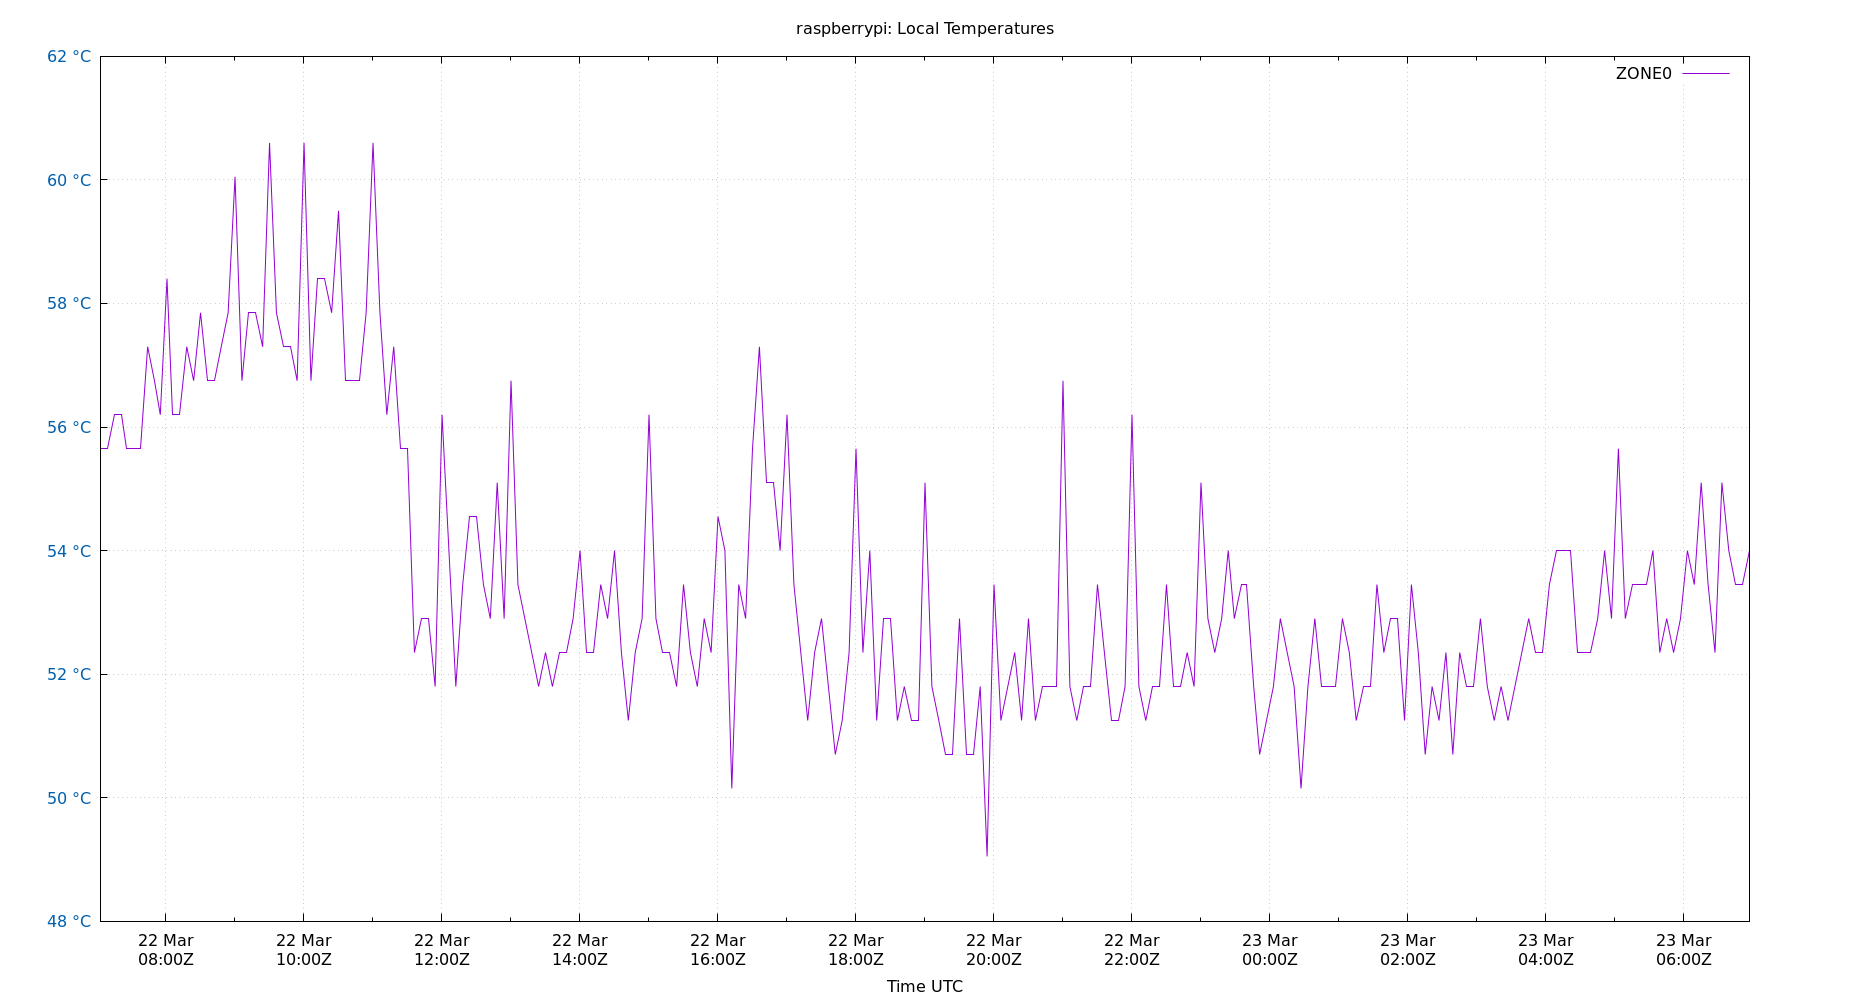 raspberrypi: Local Temperatures
ZONE0
62 °C
60 °C
58 °C
56 °C
54 °C
52 °C
50 °C
48 °C
22 Mar 22 Mar 22 Mar 22 Mar 22 Mar 22 Mar 22 Mar 22 Mar 23 Mar 23 Mar 23 Mar 23 Mar
08:00Z 10:00Z 12:00Z 14:00Z 16:00Z 18:00Z 20:00Z 22:00Z 00:00Z 02:00Z 04:00Z 06:00Z
Time UTC